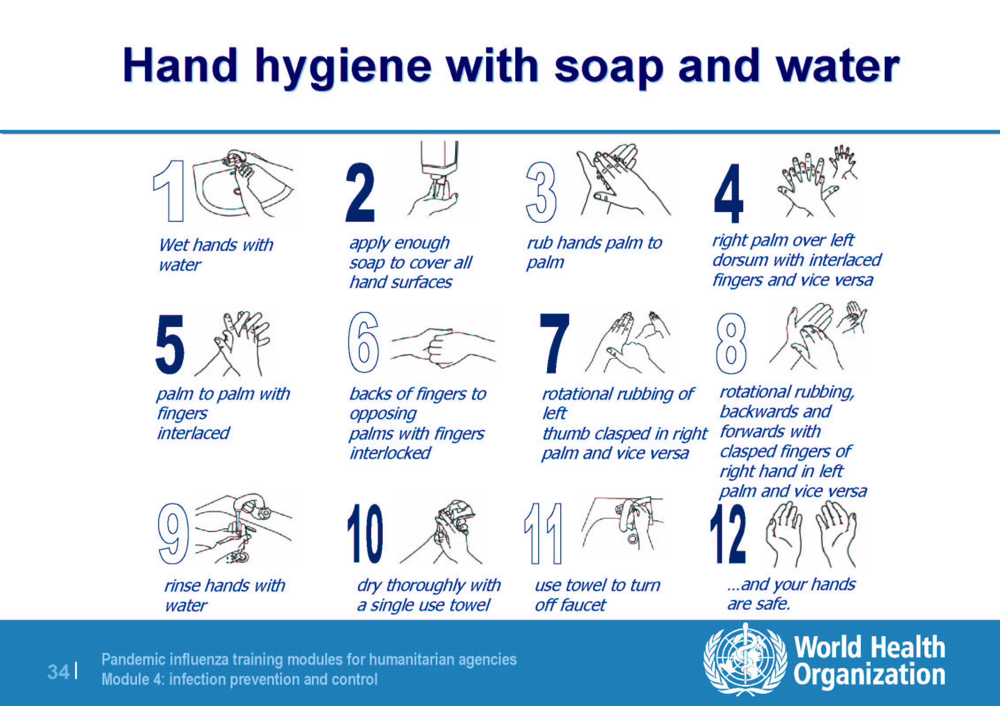 Hand hygiene with soap and water
1
Wet hands with
water
2
apply enough
soap to cover all
hand surfaces
3
rub hands palm to
palm
4
right palm over left
dorsum with interlaced
fingers and vice versa
5
palm to palm with
fingers
interlaced
6
backs of fingers to
opposing
palms with fingers
interlocked
7
rotational rubbing of
left
thumb clasped in right
palm and vice versa
8
rotational rubbing,
backwards and
forwards with
clasped fingers of
right hand in left
palm and vice versa
9
rinse hands with
water
10
dry thoroughly with
a single use towel
11
use towel to turn
off faucet
12
...and your hands
are safe.
34 |
Pandemic influenza training modules for humanitarian agencies
Module 4: infection prevention and control
World Health
Organization